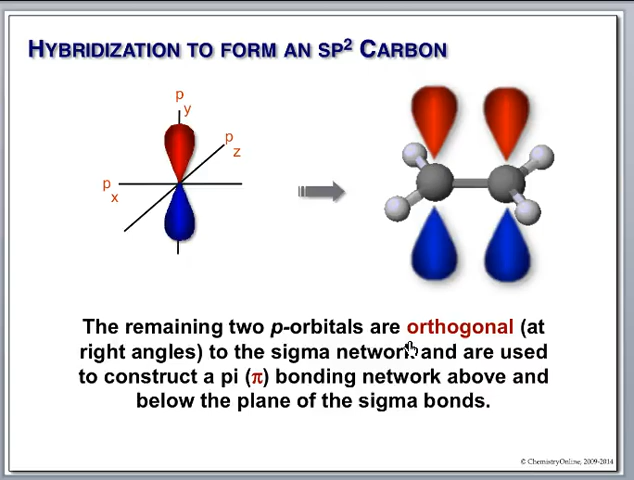 HYBRIDIZATION TO FORM AN SP² CARBON
p
y
p
z
p
x
The remaining two p-orbitals are orthogonal (at
right angles) to the sigma network and are used
to construct a pi (π) bonding network above and
below the plane of the sigma bonds.
© ChemistryOnline, 2009-2014